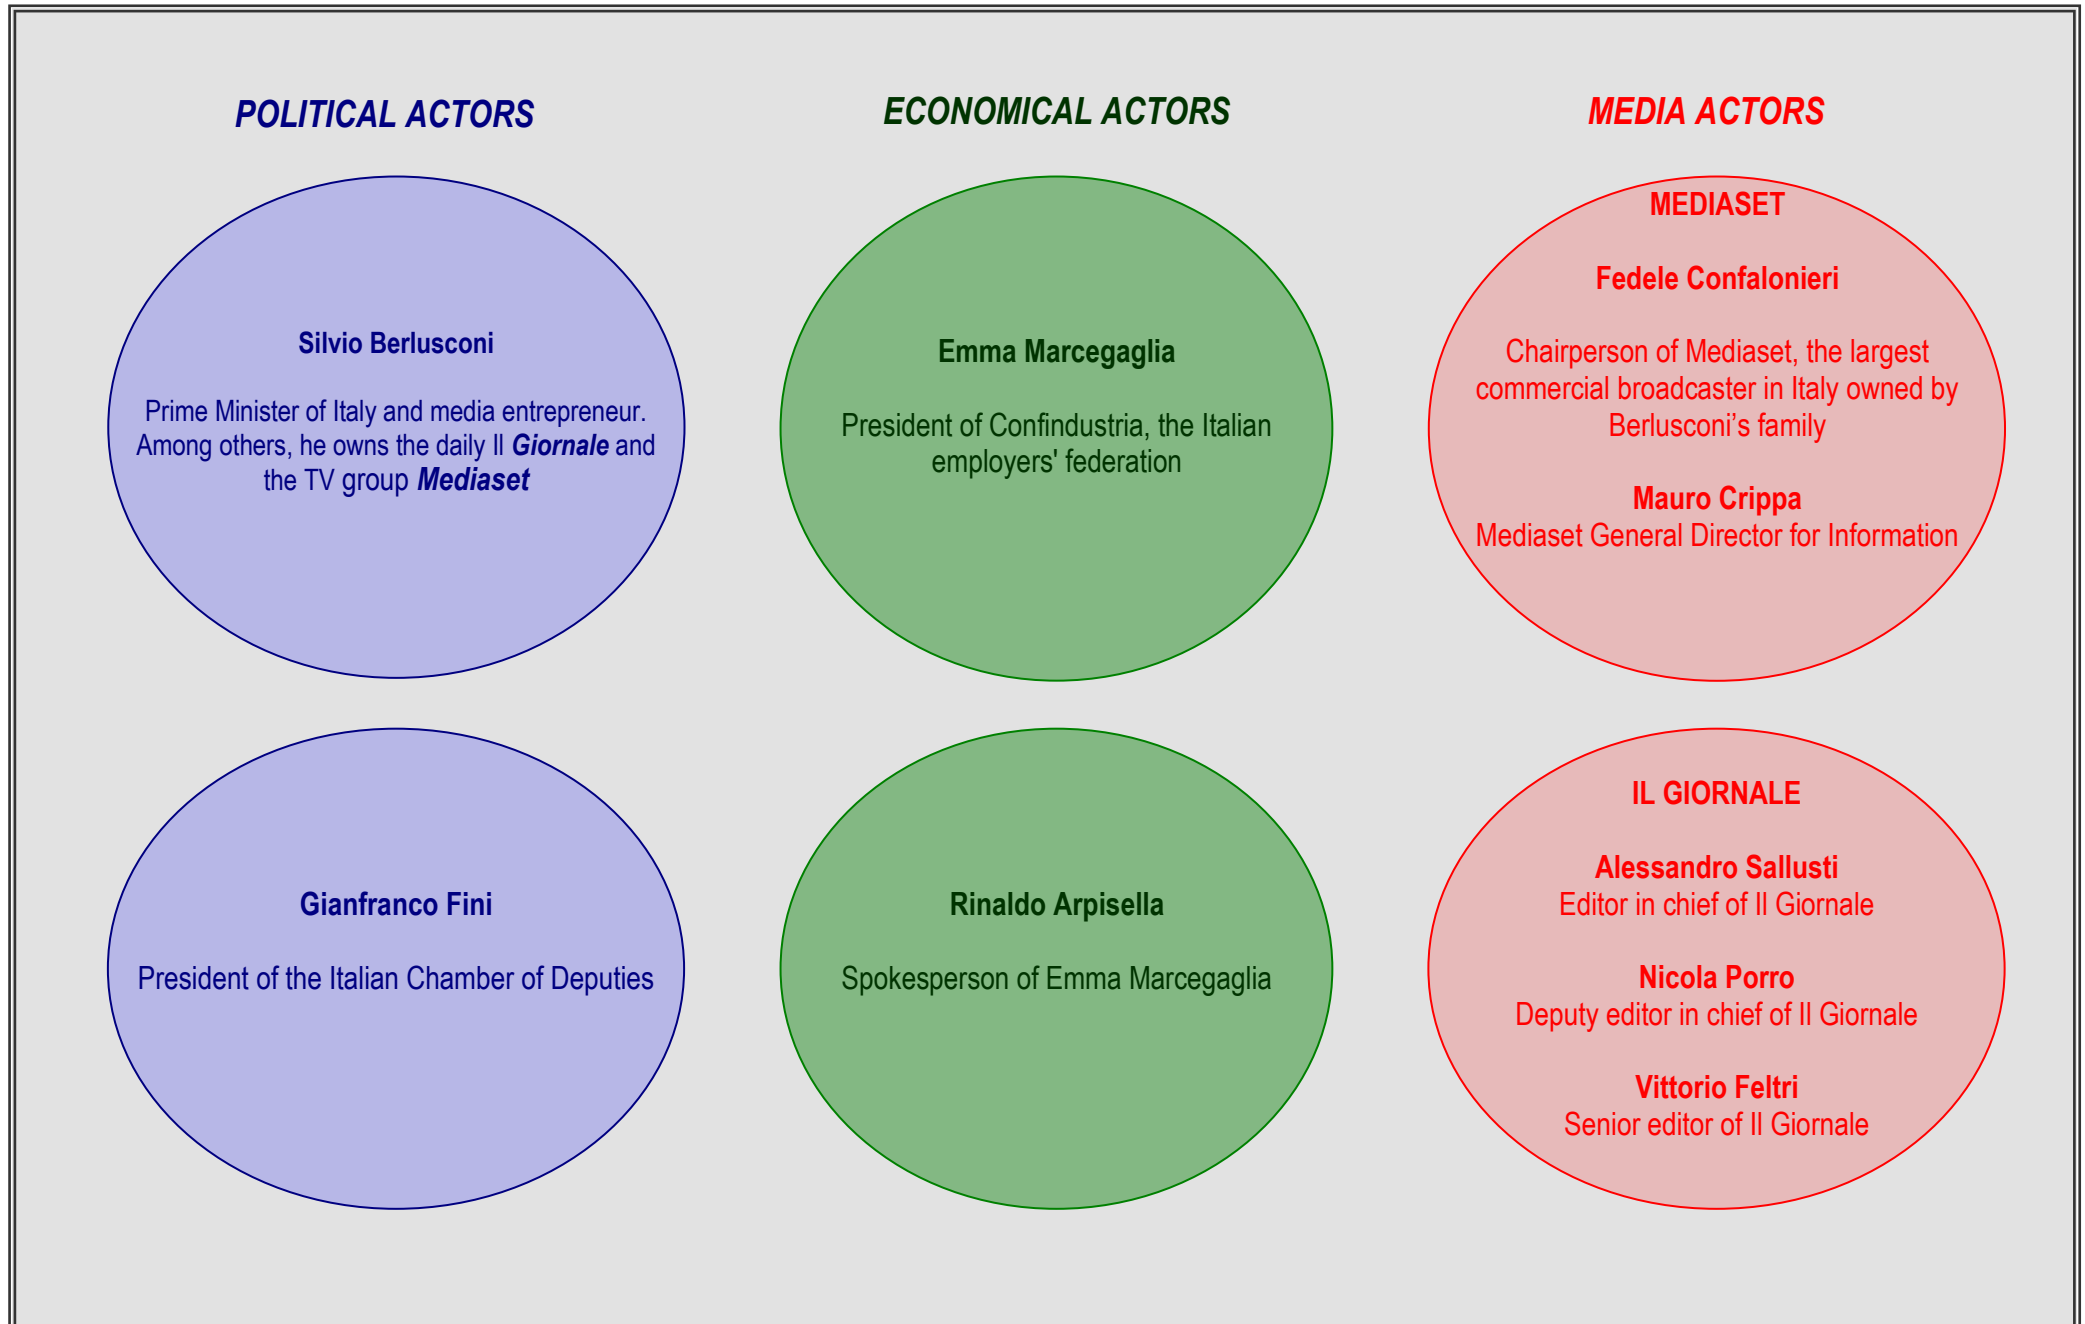 POLITICAL ACTORS
ECONOMICAL ACTORS
MEDIA ACTORS
Silvio Berlusconi
Prime Minister of Italy and media entrepreneur.
Among others, he owns the daily Il Giornale and
the TV group Mediaset
Emma Marcegaglia
President of Confindustria, the Italian
employers' federation
MEDIASET
Fedele Confalonieri
Chairperson of Mediaset, the largest
commercial broadcaster in Italy owned by
Berlusconi’s family
Mauro Crippa
Mediaset General Director for Information
Gianfranco Fini
President of the Italian Chamber of Deputies
Rinaldo Arpisella
Spokesperson of Emma Marcegaglia
IL GIORNALE
Alessandro Sallusti
Editor in chief of Il Giornale
Nicola Porro
Deputy editor in chief of Il Giornale
Vittorio Feltri
Senior editor of Il Giornale